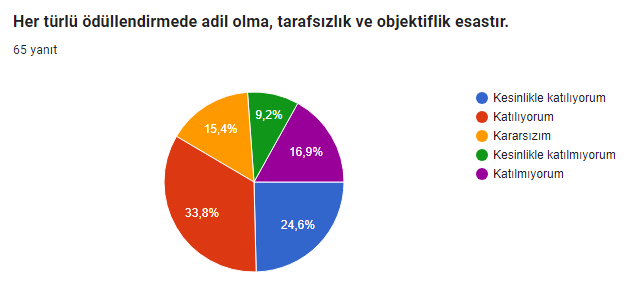 Her türlü ödüllendirmede adil olma, tarafsızlık ve objektiflik esastır.
65 yanıt
Kesinlikle katılıyorum
Katılıyorum
Kararsızım
Kesinlikle katılmıyorum
Katılmıyorum
9,2%
15,4%
16,9%
33,8%
24,6%